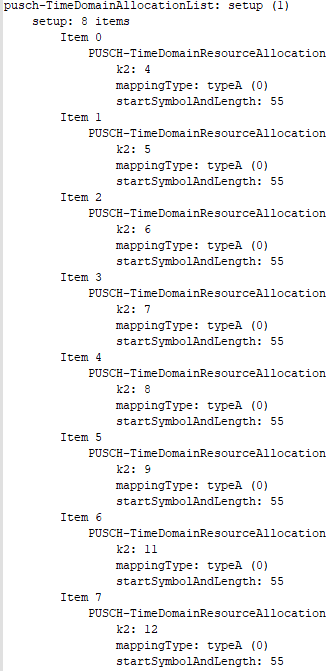 pusch-TimeDomainAllocationList: setup (1)
setup: 8 items
Item 0
PUSCH-TimeDomainResourceAllocation
k2: 4
mappingType: typeA (0)
startSymbolAndLength: 55
Item 1
PUSCH-TimeDomainResourceAllocation
k2: 5
mappingType: typeA (0)
startSymbolAndLength: 55
Item 2
PUSCH-TimeDomainResourceAllocation
k2: 6
mappingType: typeA (0)
startSymbolAndLength: 55
Item 3
PUSCH-TimeDomainResourceAllocation
k2: 7
mappingType: typeA (0)
startSymbolAndLength: 55
Item 4
PUSCH-TimeDomainResourceAllocation
k2: 8
mappingType: typeA (0)
startSymbolAndLength: 55
Item 5
PUSCH-TimeDomainResourceAllocation
k2: 9
mappingType: typeA (0)
startSymbolAndLength: 55
Item 6
PUSCH-TimeDomainResourceAllocation
k2: 11
mappingType: typeA (0)
startSymbolAndLength: 55
Item 7
PUSCH-TimeDomainResourceAllocation
k2: 12
mappingType: typeA (0)
startSymbolAndLength: 55